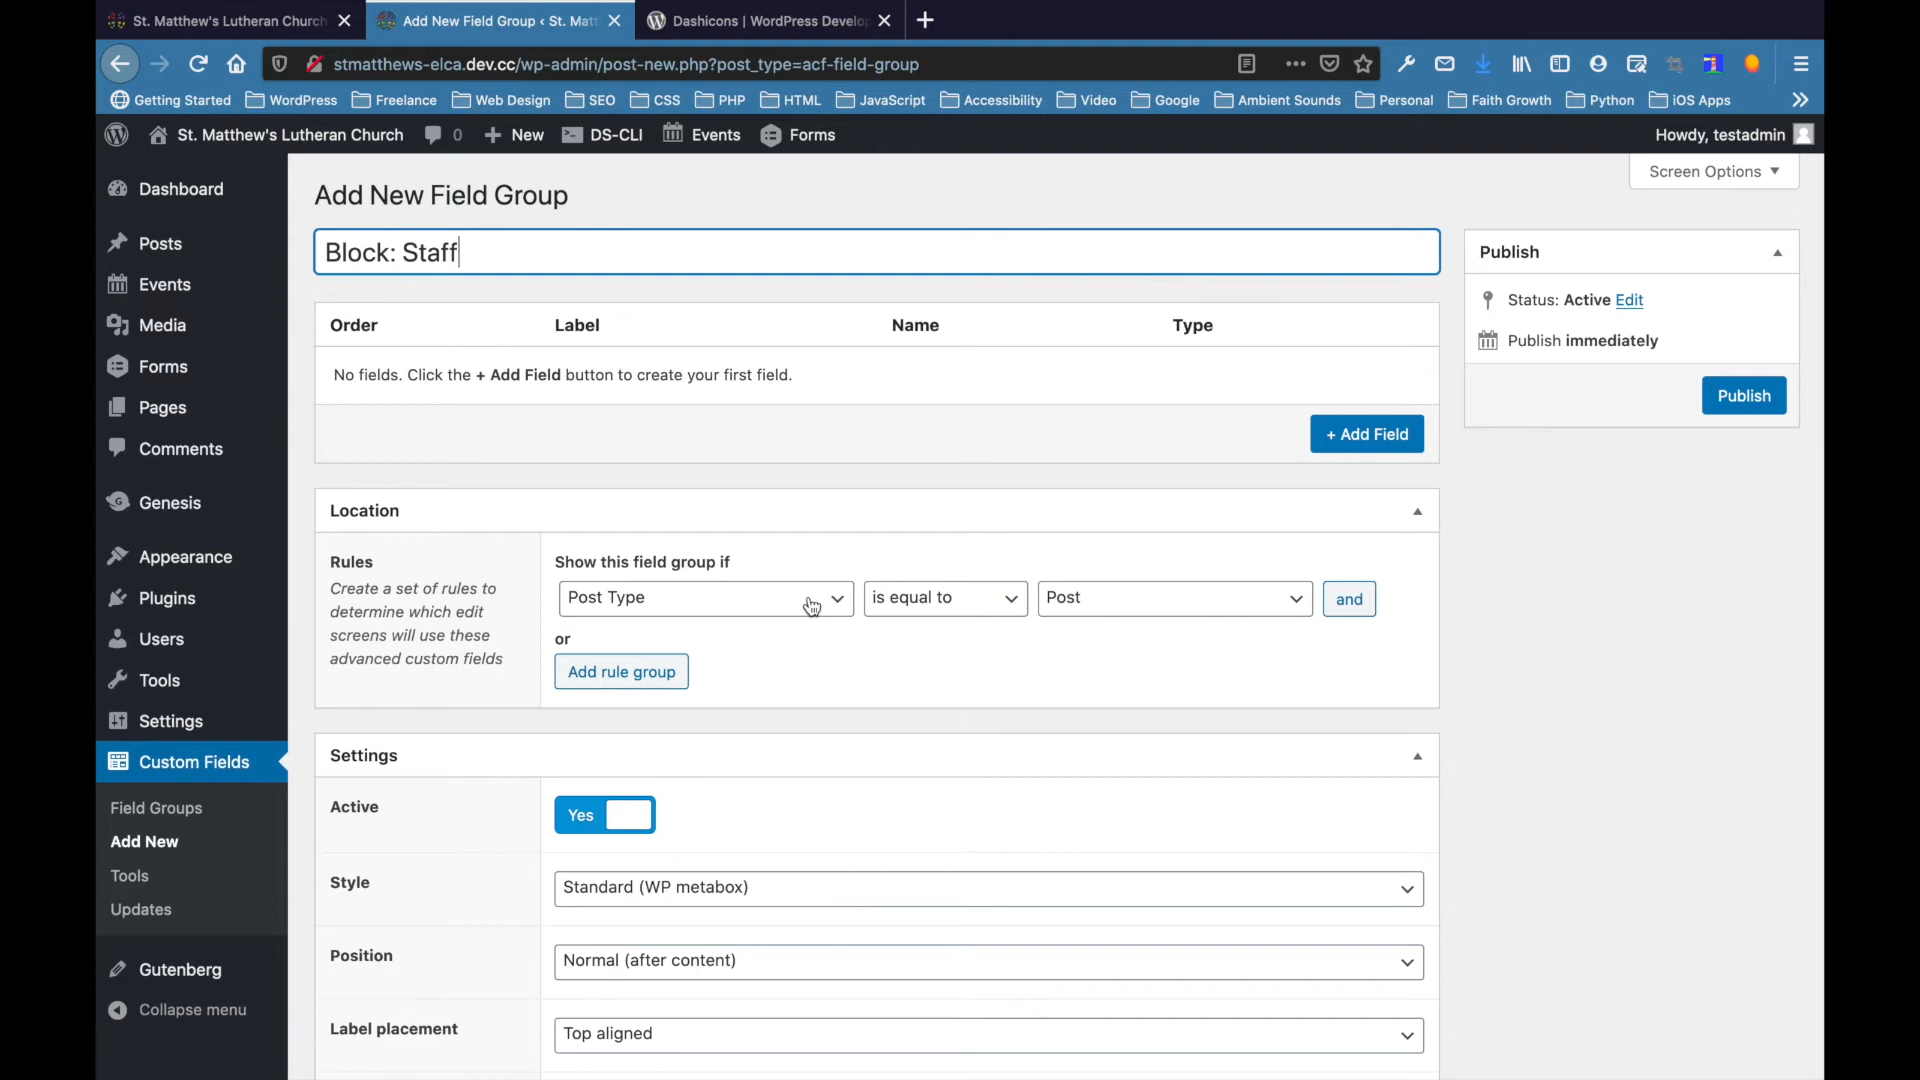 St. Matthew's Lutheran Church
Add New Field Group ‹ St. Matt
Dashicons | WordPress Develop
stmatthews-elca.dev.cc/wp-admin/post-new.php?post_type=acf-field-group
Getting Started WordPress Freelance Web Design SEO CSS PHP HTML JavaScript Accessibility Video Google Ambient Sounds Personal Faith Growth Python iOS Apps
St. Matthew's Lutheran Church 0 + New DS-CLI Events Forms Howdy, testadmin
Screen Options
Dashboard
Posts
Events
Media
Forms
Pages
Comments
Genesis
Appearance
Plugins
Users
Tools
Settings
Custom Fields
Field Groups
Add New
Tools
Updates
Gutenberg
Collapse menu
Add New Field Group
Block: Staff
Order Label Name Type
No fields. Click the + Add Field button to create your first field.
+ Add Field
Location
Rules
Create a set of rules to
determine which edit
screens will use these
advanced custom fields
Show this field group if
Post Type is equal to Post and
or
Add rule group
Settings
Active
Yes
Style
Standard (WP metabox)
Position
Normal (after content)
Label placement
Top aligned
Publish
Status: Active Edit
Publish immediately
Publish